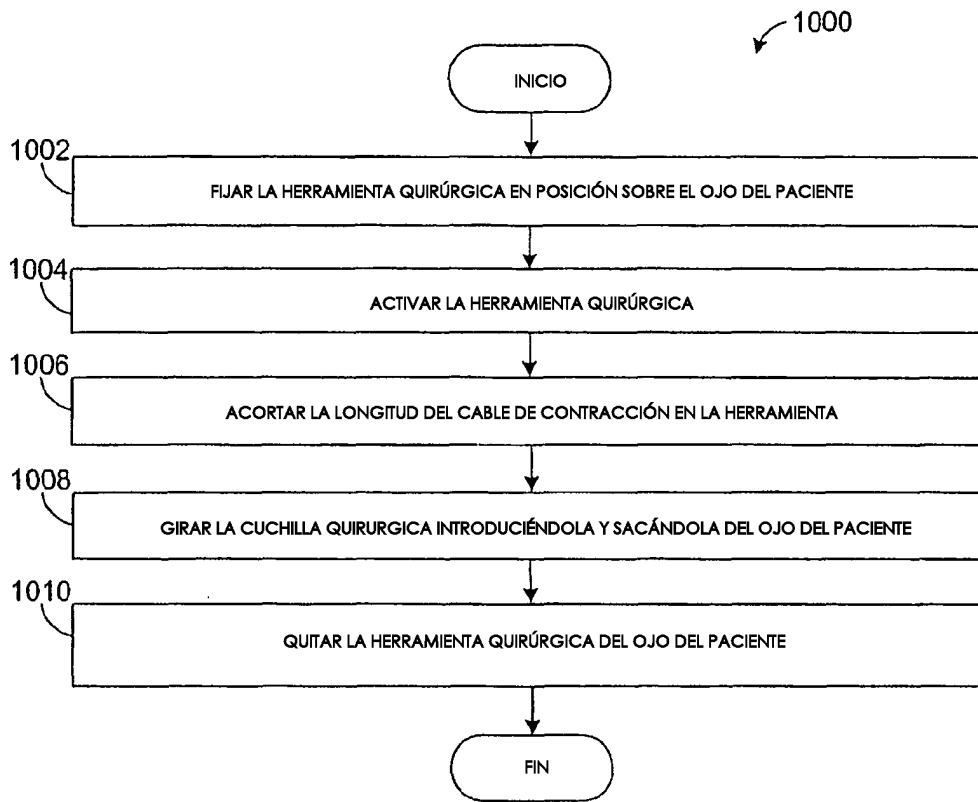 1000
INICIO
1002
FIJAR LA HERRAMIENTA QUIRÚRGICA EN POSICIÓN SOBRE EL OJO DEL PACIENTE
1004
ACTIVAR LA HERRAMIENTA QUIRÚRGICA
1006
ACORTAR LA LONGITUD DEL CABLE DE CONTRACCIÓN EN LA HERRAMIENTA
1008
GIRAR LA CUCHILLA QUIRURGICA INTRODUCIÉNDOLA Y SACÁNDOLA DEL OJO DEL PACIENTE
1010
QUITAR LA HERRAMIENTA QUIRÚRGICA DEL OJO DEL PACIENTE
FIN